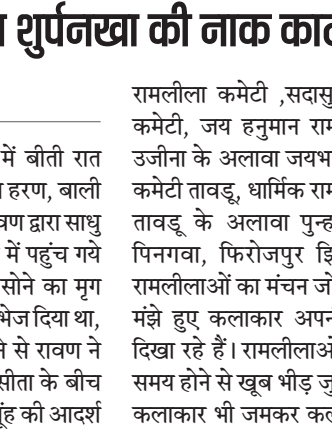 शुर्पनखा की नाक
में बीती रात
हरण, बाली
द्वारा साधु
में पहुंच गये
सोने का मृग
भेज दिया था,
से रावण ने
सीता के बीच
की आदर्श
रामलीला कमेटी ,सदासु
कमेटी, जय हनुमान राम
उजीना के अलावा जयभ
कमेटी तावडू, धार्मिक राम
तावडू के अलावा पुन्ह
पिनगवा, फिरोजपुर झि
रामलीलाओं का मंचन जो
मंझे हुए कलाकार अपन
दिखा रहे हैं। रामलीलाओ
समय होने से खूब भीड़ जु
कलाकार भी जमकर कल